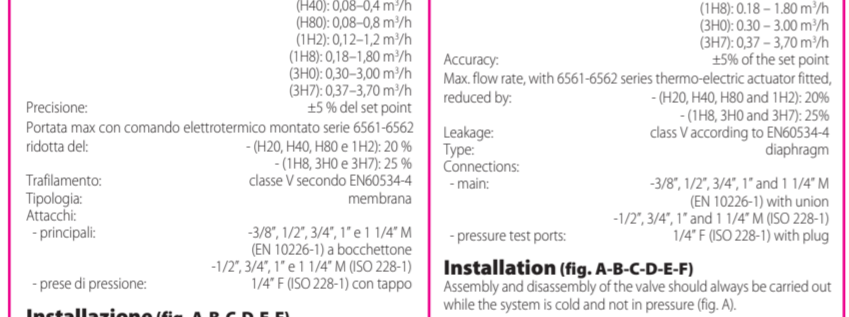 (H40): 0,08–0,4 m³/h
(H80): 0,08–0,8 m³/h
(1H2): 0,12–1,2 m³/h
(1H8): 0,18–1,80 m³/h
(3H0): 0,30–3,00 m³/h
(3H7): 0,37–3,70 m³/h
Precisione: ±5 % del set point
Portata max con comando elettrotermico montato serie 6561-6562
ridotta del: - (H20, H40, H80 e 1H2): 20 %
- (1H8, 3H0 e 3H7): 25 %
Trafilamento: classe V secondo EN60534-4
Tipologia: membrana
Attacchi:
- principali: -3/8”, 1/2”, 3/4”, 1” e 1 1/4” M
(EN 10226-1) a bocchettone
-1/2”, 3/4”, 1” e 1 1/4” M (ISO 228-1)
- prese di pressione: 1/4” F (ISO 228-1) con tappo
Installazione (fig. A-B-C-D-E-F)
(1H8): 0.18 – 1.80 m³/h
(3H0): 0.30 – 3.00 m³/h
(3H7): 0,37 – 3,70 m³/h
Accuracy: ±5% of the set point
Max. flow rate, with 6561-6562 series thermo-electric actuator fitted,
reduced by: - (H20, H40, H80 and 1H2): 20%
- (1H8, 3H0 and 3H7): 25%
Leakage: class V according to EN60534-4
Type: diaphragm
Connections:
- main: -3/8”, 1/2”, 3/4”, 1” and 1 1/4” M
(EN 10226-1) with union
-1/2”, 3/4”, 1” and 1 1/4” M (ISO 228-1)
- pressure test ports: 1/4” F (ISO 228-1) with plug
Installation (fig. A-B-C-D-E-F)
Assembly and disassembly of the valve should always be carried out
while the system is cold and not in pressure (fig. A).